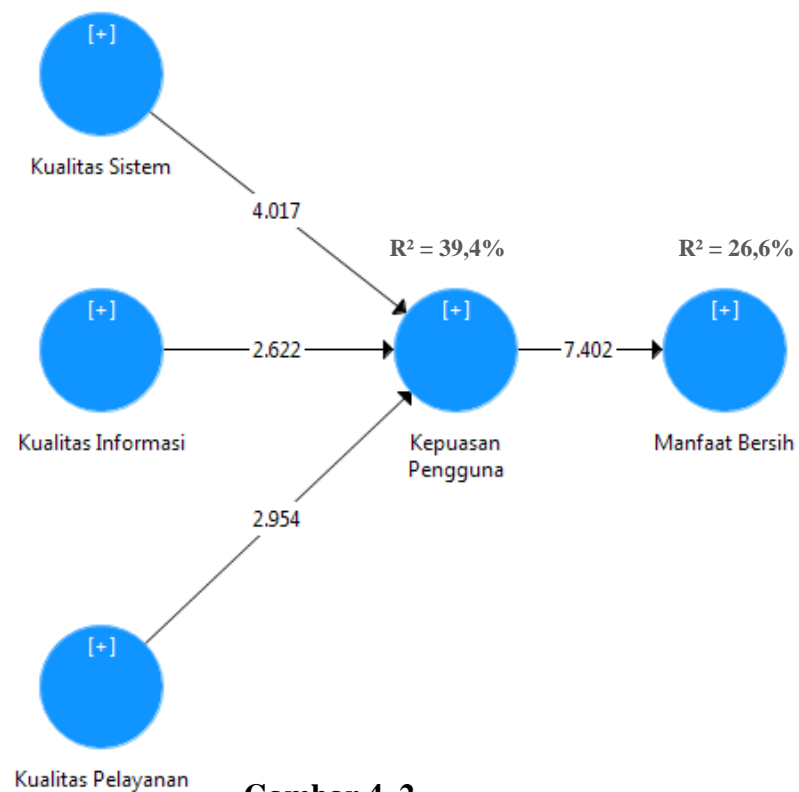 [+]
Kualitas Sistem
4.017
R² = 39,4%
R² = 26,6%
[+]
[+]
[+]
2.622
7.402
Kualitas Informasi
Kepuasan
Pengguna
Manfaat Bersih
2.954
[+]
Kualitas Pelayanan
Gambar 4. 2